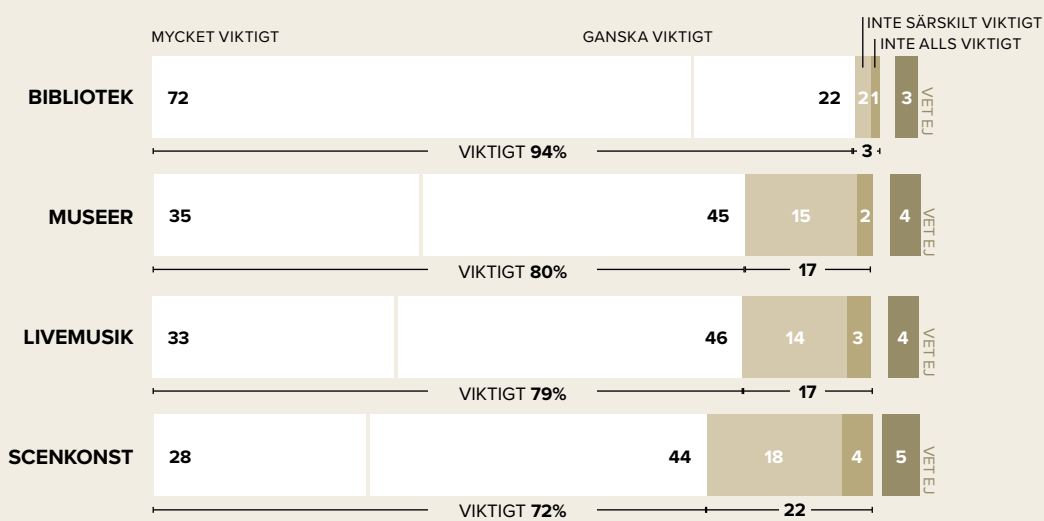 INTE SÄRSKILT VIKTIGT
MYCKET VIKTIGT GANSKA VIKTIGT INTE ALLS VIKTIGT
BIBLIOTEK 72 22 2 1 3 VET EJ
VIKTIGT 94% 3
MUSEER 35 45 15 2 4 VET EJ
VIKTIGT 80% 17
LIVEMUSIK 33 46 14 3 4 VET EJ
VIKTIGT 79% 17
SCENKONST 28 44 18 4 5 VET EJ
VIKTIGT 72% 22